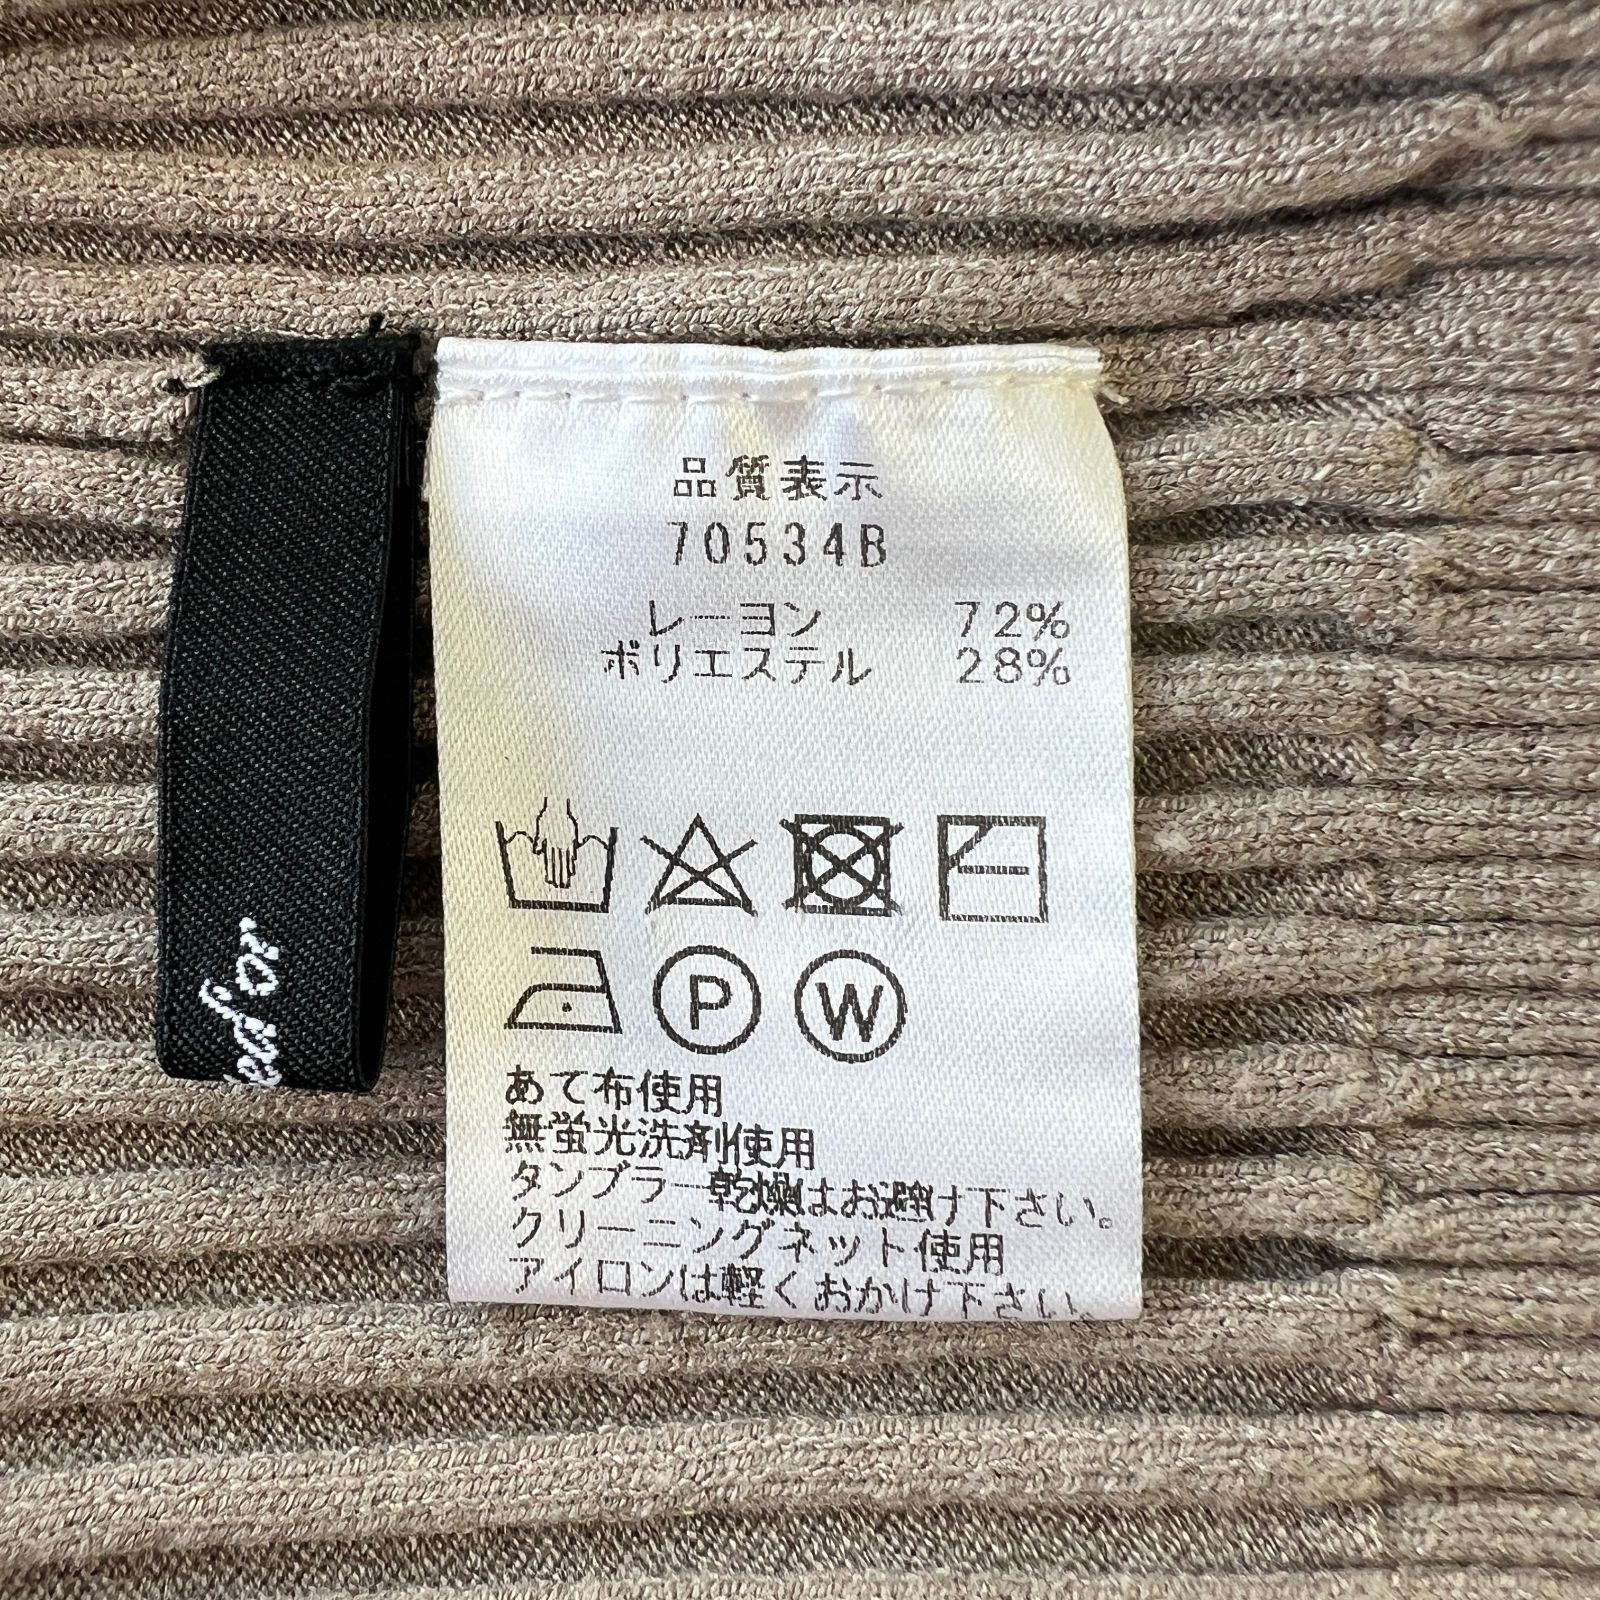 品質表示
70534B
レーヨン 72%
ポリエステル 28%
P W
あて布使用
無蛍光洗剤使用
タンブラー乾燥はお避け下さい。
クリーニングネット使用
アイロンは軽くおかけ下さい。